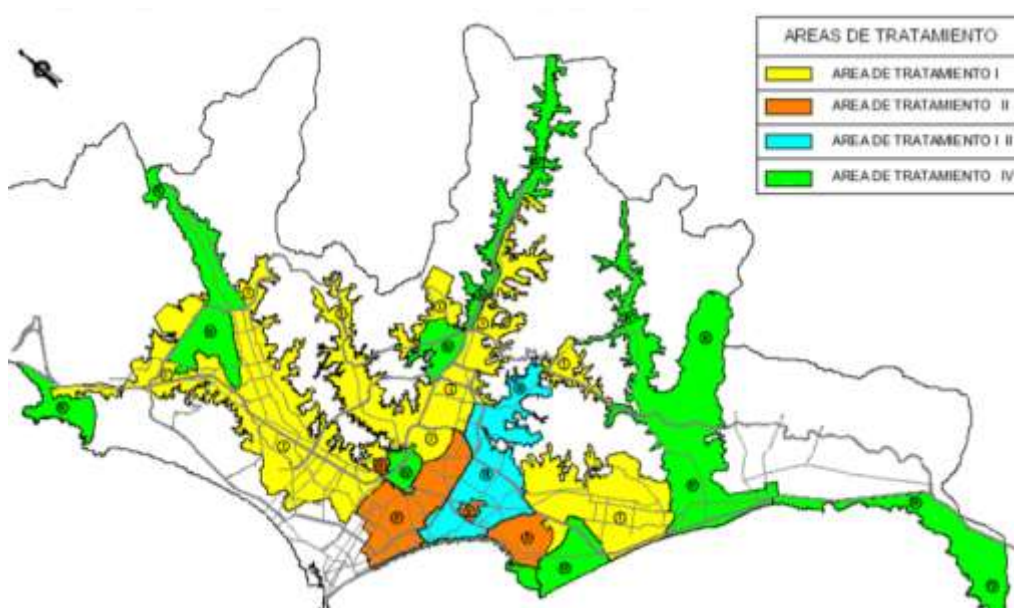 AREAS DE TRATAMIENTO
AREA DE TRATAMIENTO I
AREA DE TRATAMIENTO II
AREA DE TRATAMIENTO I II
AREA DE TRATAMIENTO IV